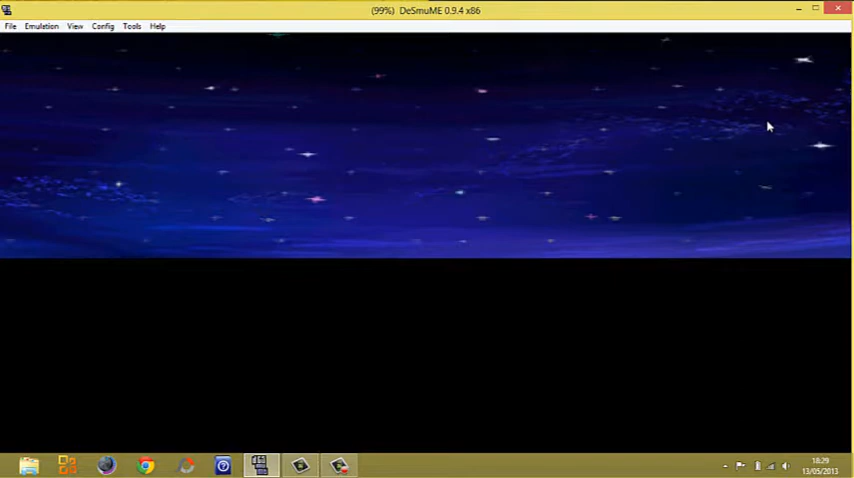 (99%) DeSmuME 0.9.4 x86
File Emulation View Config Tools Help
18:29
13/05/2013